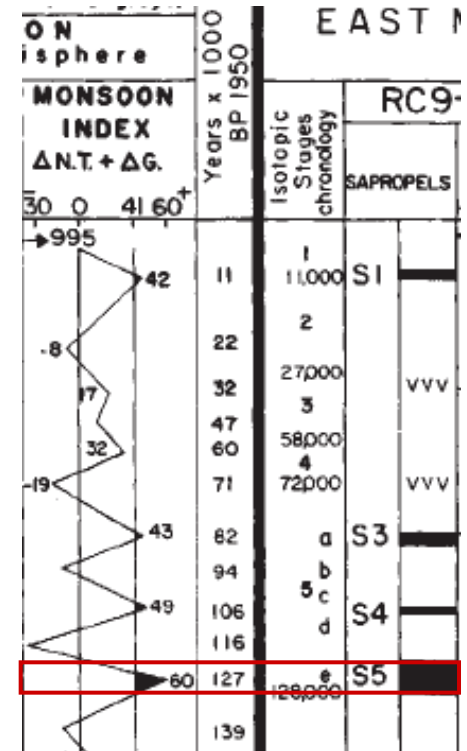 ON
isphere
MONSOON
INDEX
ΔN.T. + ΔG.
30 0 41 60+
995
Years x 1000
BP 1950
EAST
Isotopic
Stages
chronology
RC9-
SAPROPELS
42 11 1
11,000 S1
-8 22 2
17 32 27,000 VVV
3
47 58,000
32 60 4
-19 71 72,000 VVV
43 82 a S3
94 b
5 c
49 106 S4
116 d
60 127 e S5
128,000
139